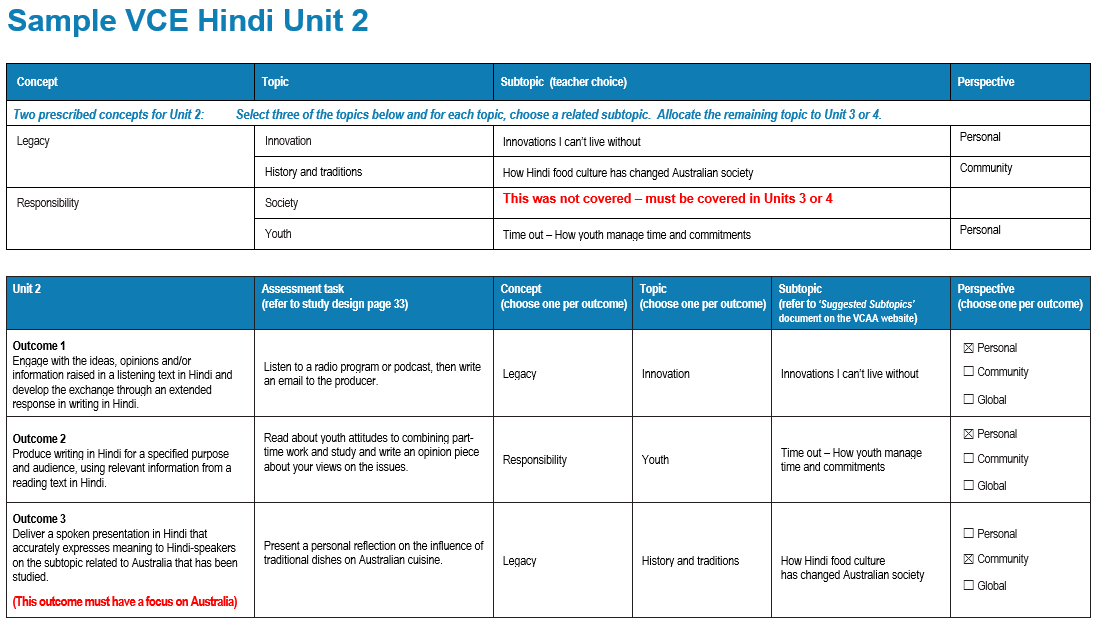 Sample VCE Hindi Unit 2
Concept Topic Subtopic (teacher choice) Perspective
Two prescribed concepts for Unit 2: Select three of the topics below and for each topic, choose a related subtopic. Allocate the remaining topic to Unit 3 or 4.
Legacy Innovation Innovations I can't live without Personal
History and traditions How Hindi food culture has changed Australian society Community
Responsibility Society This was not covered – must be covered in Units 3 or 4
Youth Time out – How youth manage time and commitments Personal
Unit 2
Assessment task
(refer to study design page 33)
Concept
(choose one per outcome)
Topic
(choose one per outcome)
Subtopic
(refer to 'Suggested Subtopics'
document on the VCAA website)
Perspective
(choose one per outcome)
Outcome 1
Engage with the ideas, opinions and/or
information raised in a listening text in Hindi and
develop the exchange through an extended
response in writing in Hindi.
Listen to a radio program or podcast, then write
an email to the producer.
Legacy
Innovation
Innovations I can't live without
☒ Personal
☐ Community
☐ Global
Outcome 2
Produce writing in Hindi for a specified purpose
and audience, using relevant information from a
reading text in Hindi.
Read about youth attitudes to combining part-
time work and study and write an opinion piece
about your views on the issues.
Responsibility
Youth
Time out – How youth manage
time and commitments
☒ Personal
☐ Community
☐ Global
Outcome 3
Deliver a spoken presentation in Hindi that
accurately expresses meaning to Hindi-speakers
on the subtopic related to Australia that has been
studied.
(This outcome must have a focus on Australia)
Present a personal reflection on the influence of
traditional dishes on Australian cuisine.
Legacy
History and traditions
How Hindi food culture
has changed Australian society
☐ Personal
☒ Community
☐ Global